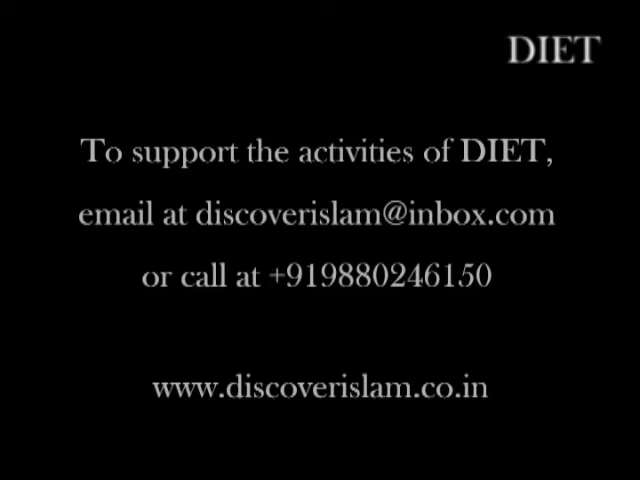 DIET
To support the activities of DIET,
email at discoverislam@inbox.com
or call at +919880246150
www.discoverislam.co.in